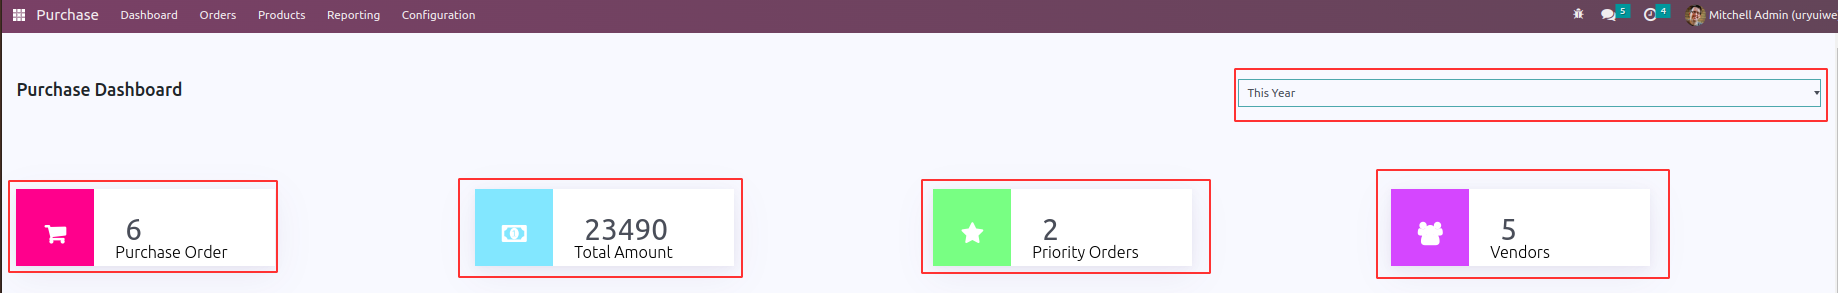 Purchase Dashboard Orders Products Reporting Configuration 5 4 Mitchell Admin (uryuiwe
Purchase Dashboard
This Year
6
Purchase Order
23490
Total Amount
2
Priority Orders
5
Vendors